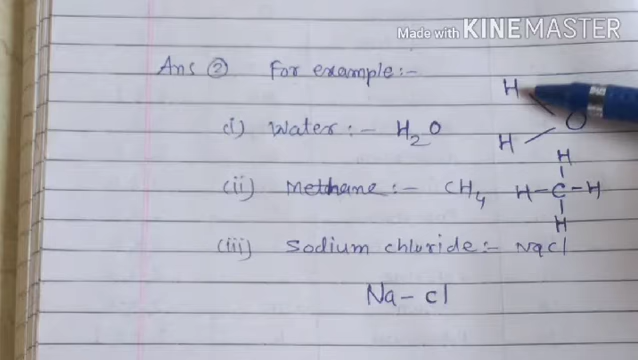 Made with KINEMASTER
Ans ② For example:-
H
(i) Water:- H₂O
H O
(ii) Methane:- CH₄
H
H-C-H
H
(iii) Sodium chloride:- Nacl
Na-cl